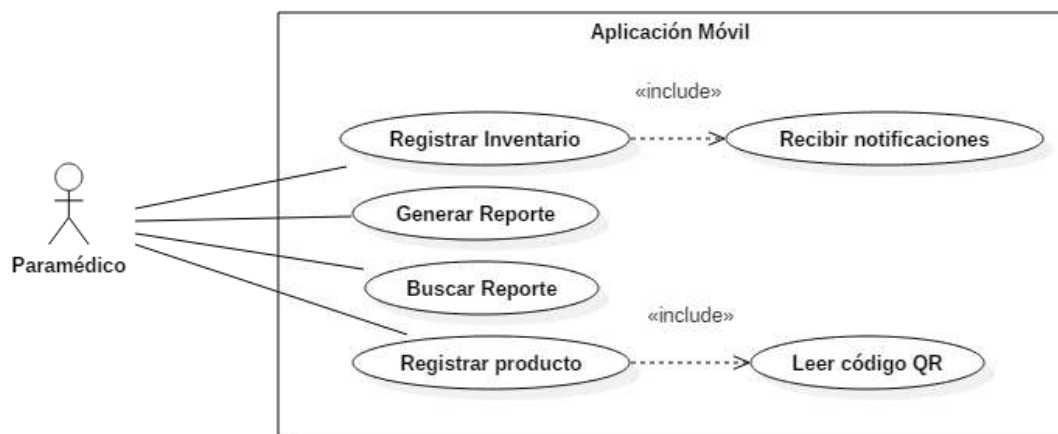 Aplicación Móvil
«include»
Registrar Inventario
Recibir notificaciones
Generar Reporte
Paramédico
Buscar Reporte
«include»
Registrar producto
Leer código QR